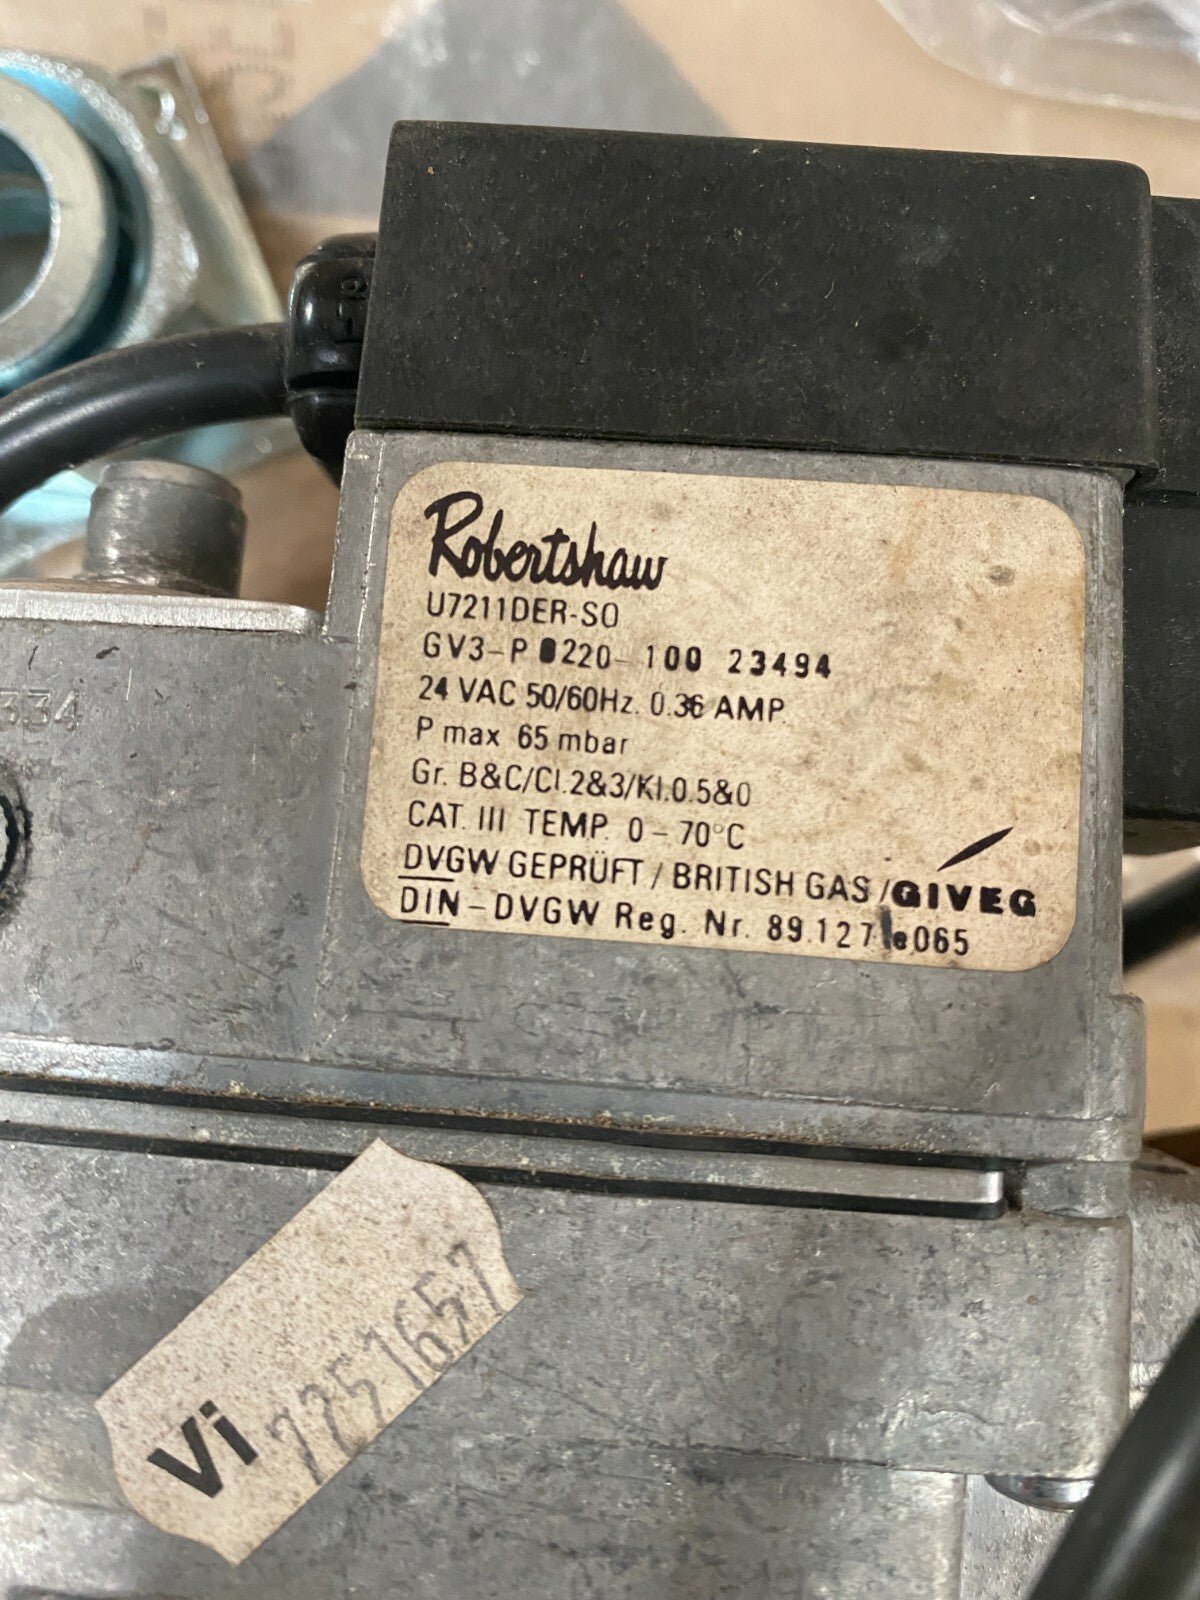 Robertshaw
U7211DER-SO
GV3-P 0220-100 23494
24 VAC 50/60Hz. 0.36 AMP.
P max 65 mbar
Gr. B&C/Cl.2&3/Kl.0.5&0
CAT. III TEMP. 0-70°C
DVGW GEPRÜFT / BRITISH GAS / GIVEG
DIN-DVGW Reg. Nr. 89.127 e065
334
Vi 7251657